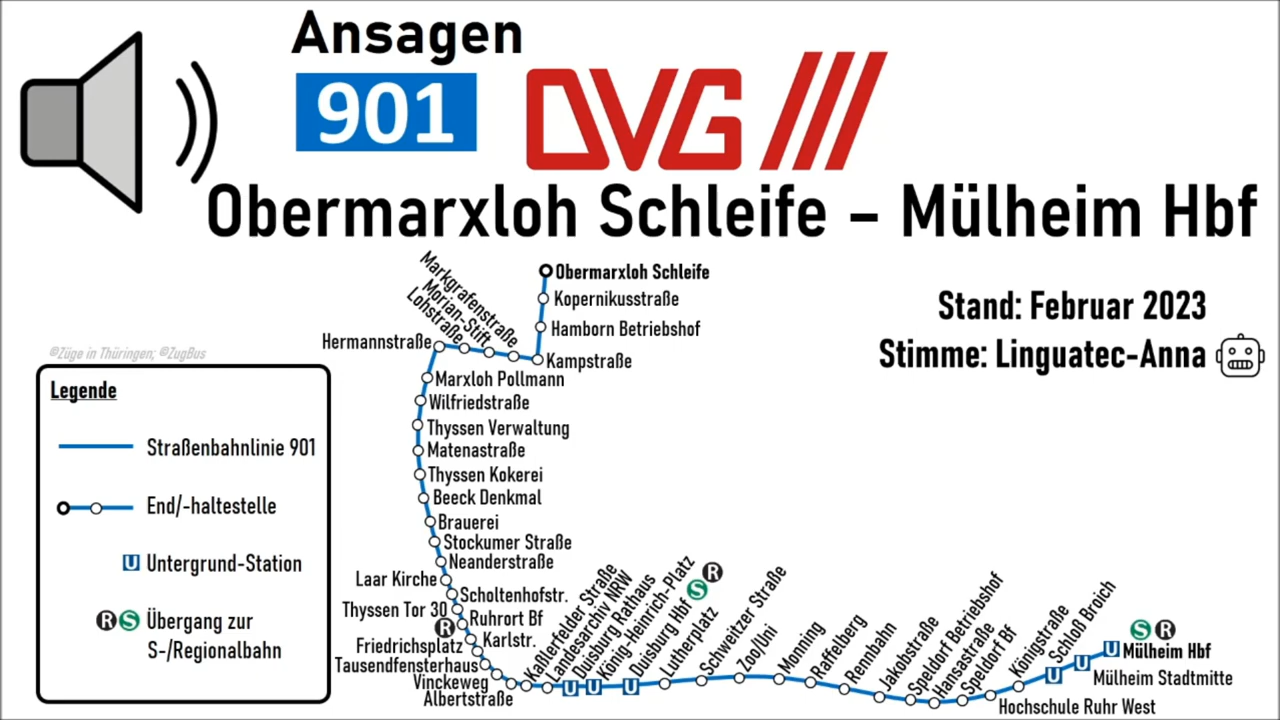 Ansagen
901
DVG
Obermarxloh Schleife – Mülheim Hbf
Stand: Februar 2023
Stimme: Linguatec-Anna
@Züge in Thüringen; @ZugBus
Legende
Straßenbahnlinie 901
End/-haltestelle
U Untergrund-Station
R S Übergang zur
S-/Regionalbahn
Obermarxloh Schleife
Kopernikusstraße
Hamborn Betriebshof
Kampstraße
Markgrafenstraße
Morian-Stift
Lohstraße
Hermannstraße
Marxloh Pollmann
Wilfriedstraße
Thyssen Verwaltung
Matenastraße
Thyssen Kokerei
Beeck Denkmal
Brauerei
Stockumer Straße
Neanderstraße
Laar Kirche
Scholtenhofstr.
Thyssen Tor 30
Ruhrort Bf
R
Karlstr.
Friedrichsplatz
Tausendfensterhaus
Vinckeweg
Albertstraße
Kaßlerfelder Straße
Landesarchiv NRW
U Duisburg Rathaus
U König-Heinrich-Platz
U Duisburg Hbf S R
Lutherplatz
Schweitzer Straße
Zoo/Uni
Monning
Raffelberg
Rennbahn
Jakobstraße
Speldorf Betriebshof
Hansastraße
Speldorf Bf
Hochschule Ruhr West
Königstraße
U Schloß Broich
U Mülheim Stadtmitte
U Mülheim Hbf
S R